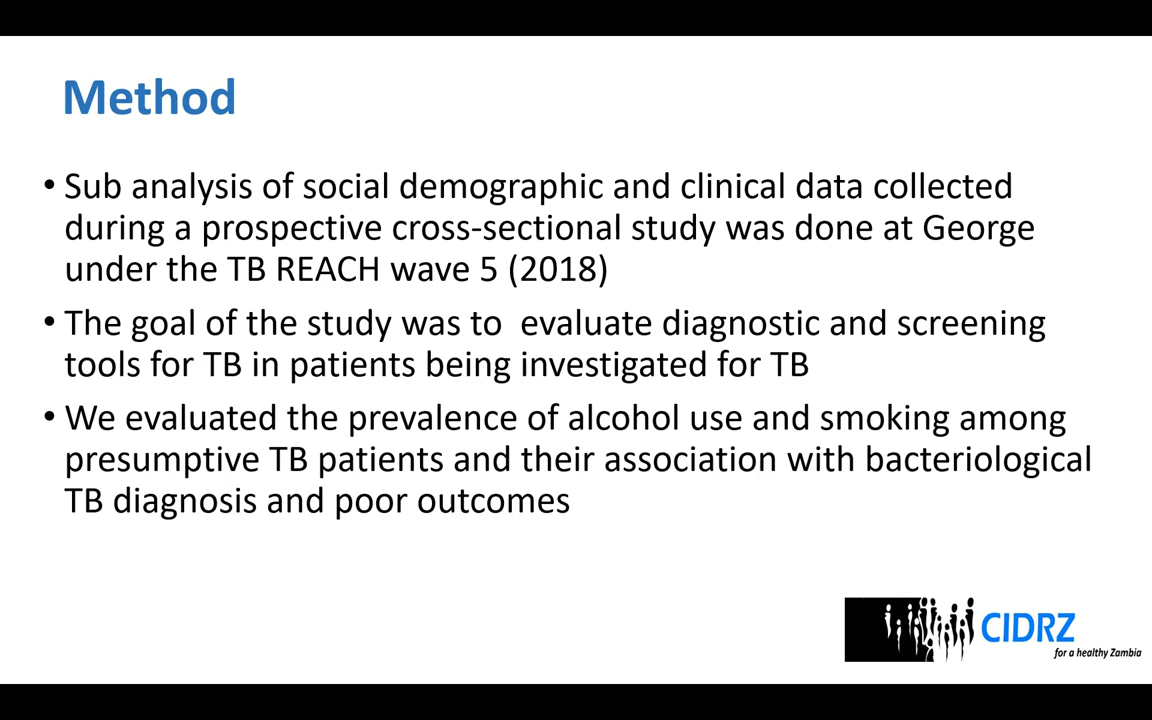 Method
• Sub analysis of social demographic and clinical data collected
during a prospective cross-sectional study was done at George
under the TB REACH wave 5 (2018)
• The goal of the study was to  evaluate diagnostic and screening
tools for TB in patients being investigated for TB
• We evaluated the prevalence of alcohol use and smoking among
presumptive TB patients and their association with bacteriological
TB diagnosis and poor outcomes
CIDRZ
for a healthy Zambia